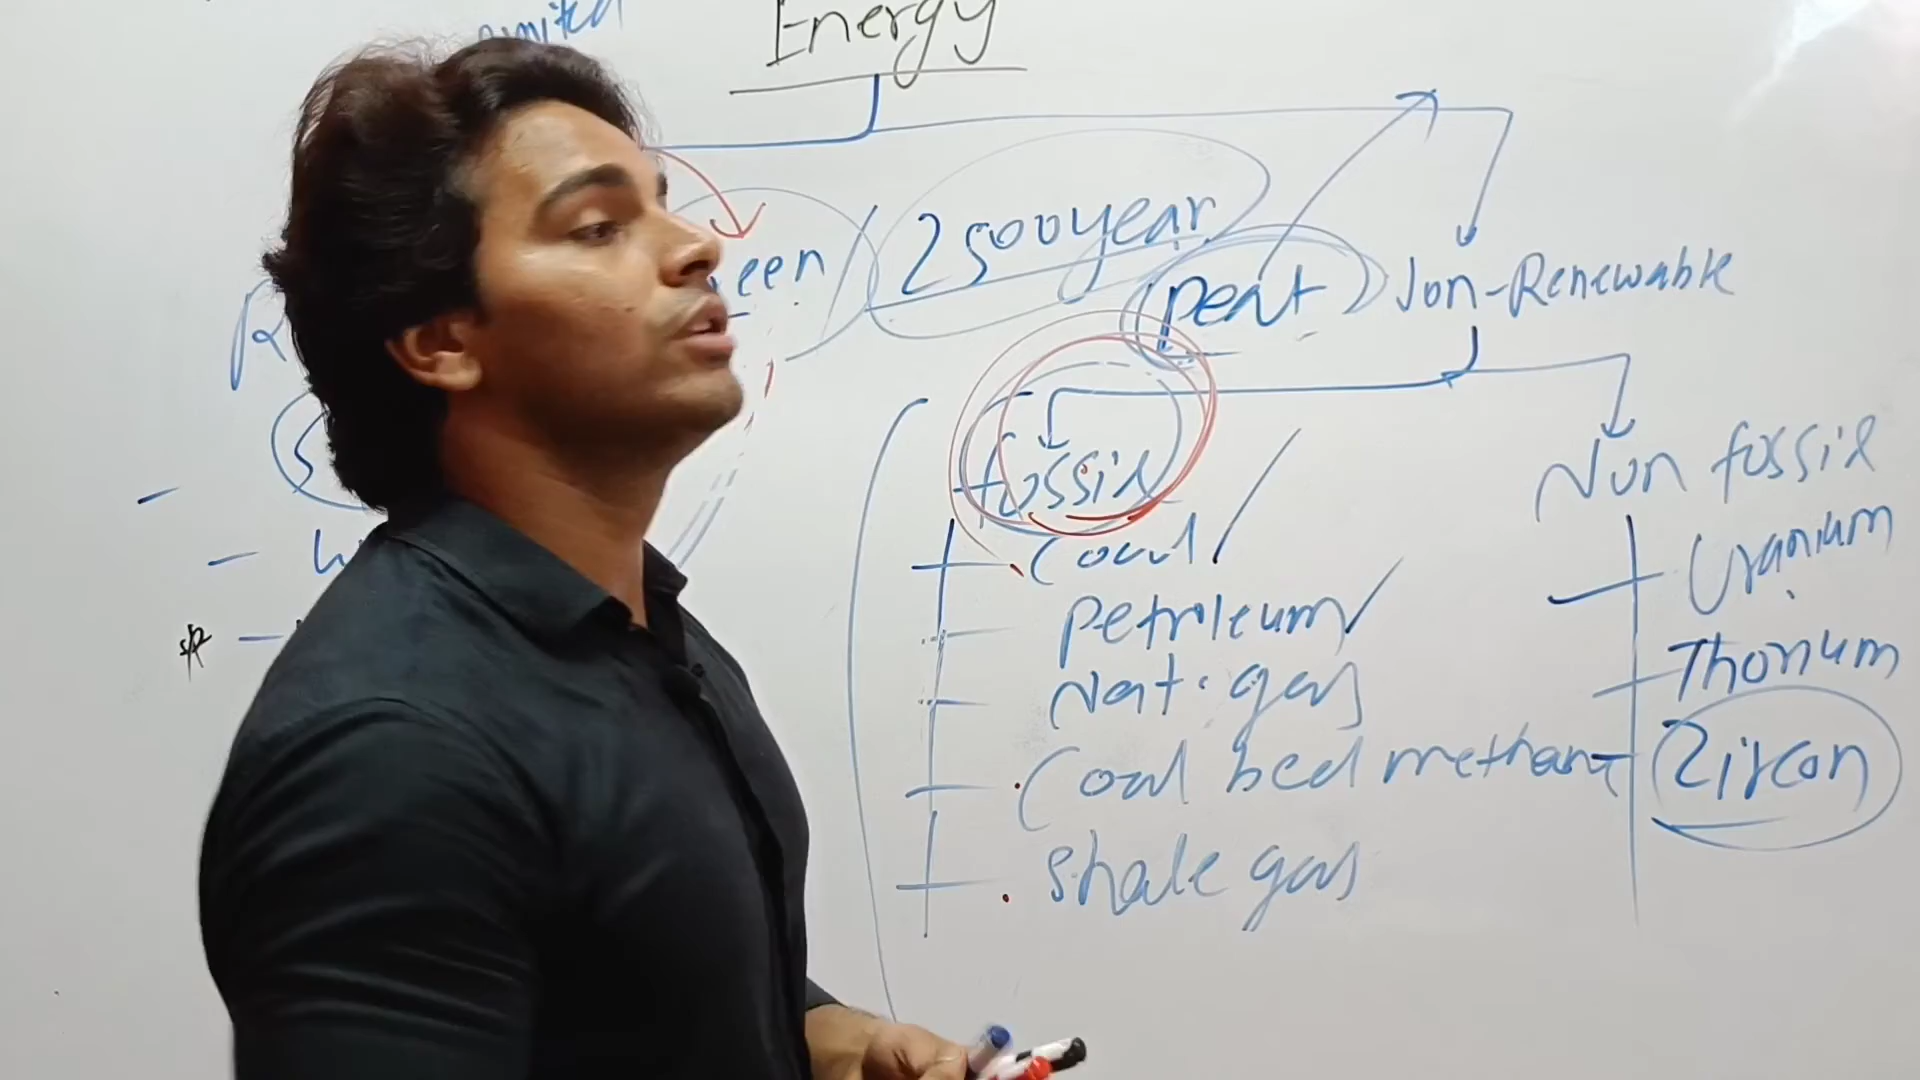 Energy
2500year
(peat)
Non-Renewable
fossil
Coal
petroleum
Nat. gas
Coal bed methane
shale gas
Non fossil
Uranium
Thorium
Zircon